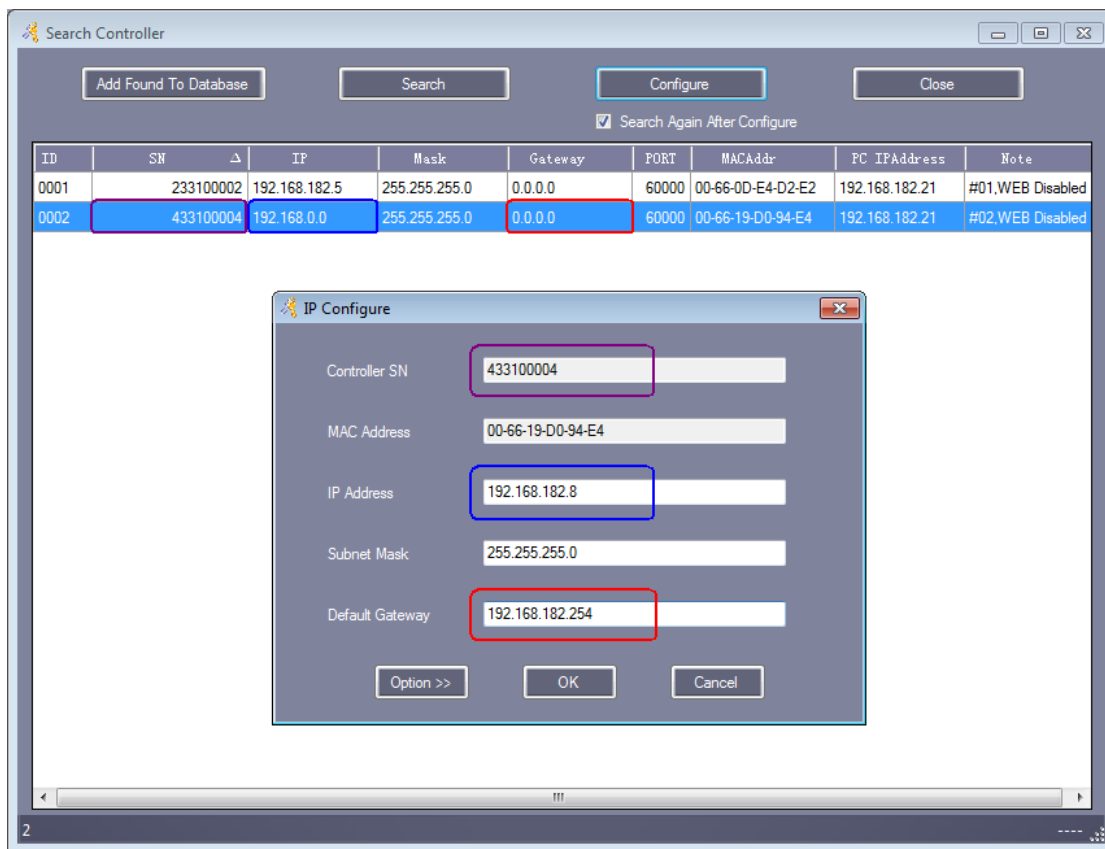 Search Controller
Add Found To Database Search Configure Close
Search Again After Configure
ID SN IP Mask Gateway PORT MACAddr PC IPAddress Note
0001 233100002 192.168.182.5 255.255.255.0 0.0.0.0 60000 00-66-0D-E4-D2-E2 192.168.182.21 #01,WEB Disabled
0002 433100004 192.168.0.0 255.255.255.0 0.0.0.0 60000 00-66-19-D0-94-E4 192.168.182.21 #02,WEB Disabled
IP Configure
Controller SN 433100004
MAC Address 00-66-19-D0-94-E4
IP Address 192.168.182.8
Subnet Mask 255.255.255.0
Default Gateway 192.168.182.254
Option >> OK Cancel
2 ----